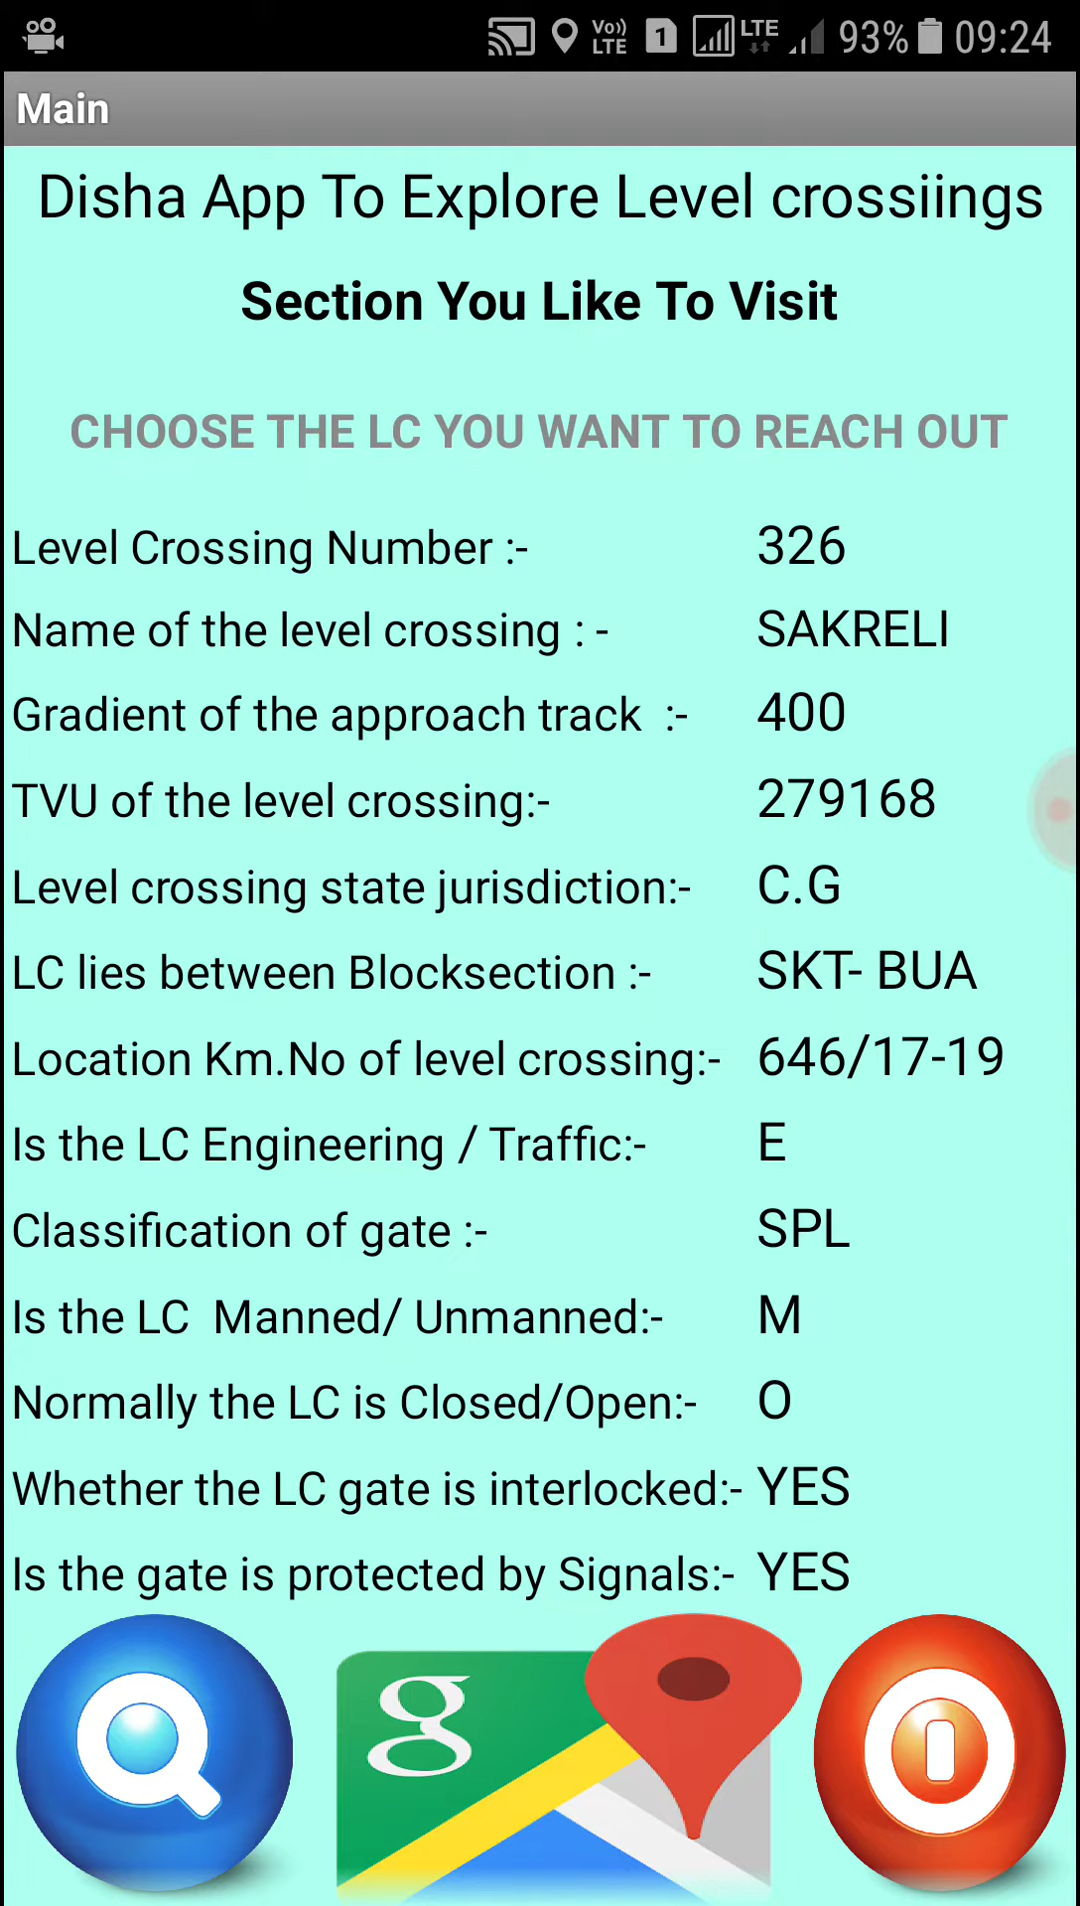 Vo)) LTE 1 LTE 93% 09:24
Main
Disha App To Explore Level crossiings
Section You Like To Visit
CHOOSE THE LC YOU WANT TO REACH OUT
Level Crossing Number :- 326
Name of the level crossing : - SAKRELI
Gradient of the approach track :- 400
TVU of the level crossing:- 279168
Level crossing state jurisdiction:- C.G
LC lies between Blocksection :- SKT- BUA
Location Km.No of level crossing:- 646/17-19
Is the LC Engineering / Traffic:- E
Classification of gate :- SPL
Is the LC Manned/ Unmanned:- M
Normally the LC is Closed/Open:- O
Whether the LC gate is interlocked:- YES
Is the gate is protected by Signals:- YES
g